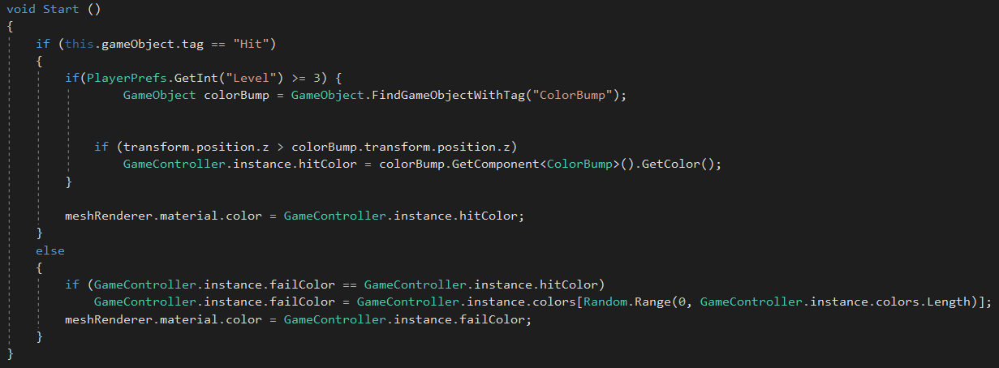 void Start ()
{
if (this.gameObject.tag == "Hit")
{
if(PlayerPrefs.GetInt("Level") >= 3) {
GameObject colorBump = GameObject.FindGameObjectWithTag("ColorBump");
if (transform.position.z > colorBump.transform.position.z)
GameController.instance.hitColor = colorBump.GetComponent<ColorBump>().GetColor();
}
meshRenderer.material.color = GameController.instance.hitColor;
}
else
{
if (GameController.instance.failColor == GameController.instance.hitColor)
GameController.instance.failColor = GameController.instance.colors[Random.Range(0, GameController.instance.colors.Length)];
meshRenderer.material.color = GameController.instance.failColor;
}
}